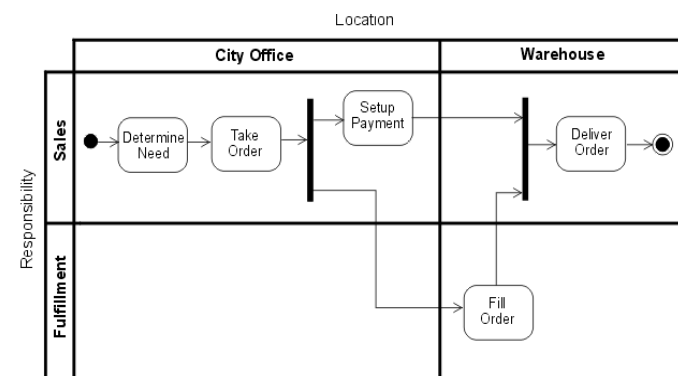 Location
City Office
Warehouse
Responsibility
Sales
Determine
Need
Take
Order
Setup
Payment
Deliver
Order
Fulfillment
Fill
Order